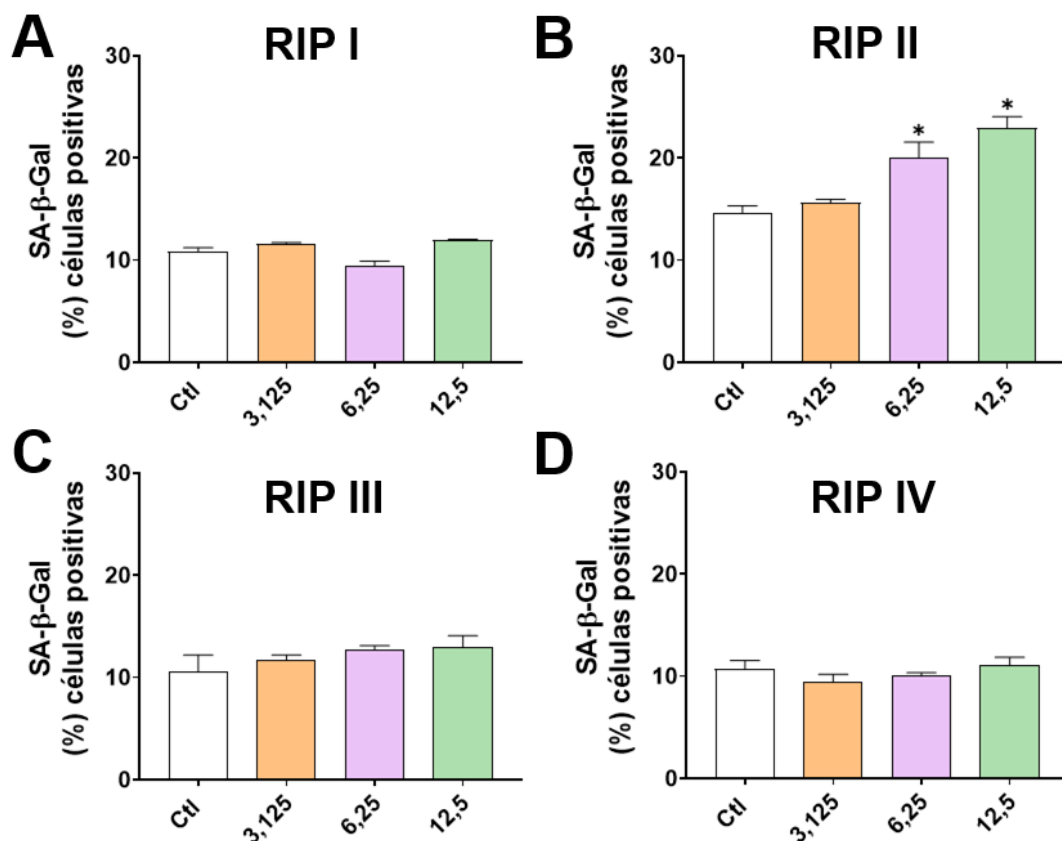 A
RIP I
SA-β-Gal
(%) células positivas
30
20
10
0
Ctl
3,125
6,25
12,5
B
RIP II
SA-β-Gal
(%) células positivas
30
20
10
0
*
*
Ctl
3,125
6,25
12,5
C
RIP III
SA-β-Gal
(%) células positivas
30
20
10
0
Ctl
3,125
6,25
12,5
D
RIP IV
SA-β-Gal
(%) células positivas
30
20
10
0
Ctl
3,125
6,25
12,5